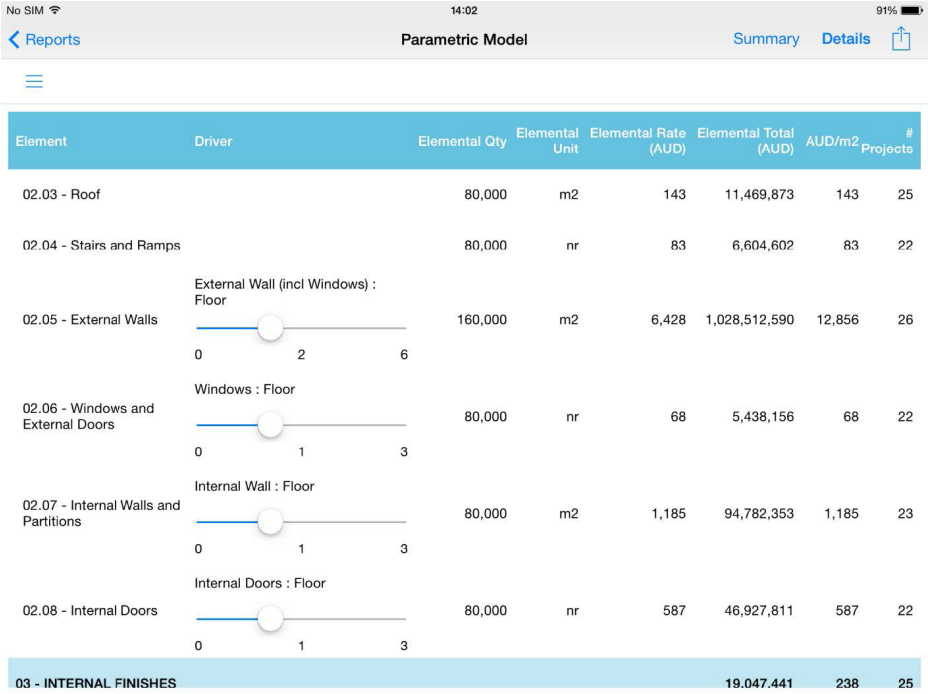 No SIM 14:02 91%
Reports Parametric Model Summary Details
Element Driver Elemental Qty Elemental Unit Elemental Rate (AUD) Elemental Total (AUD) AUD/m2 # Projects
02.03 - Roof 80,000 m2 143 11,469,873 143 25
02.04 - Stairs and Ramps 80,000 nr 83 6,604,602 83 22
External Wall (incl Windows) :
Floor
02.05 - External Walls 160,000 m2 6,428 1,028,512,590 12,856 26
0 2 6
Windows : Floor
02.06 - Windows and
External Doors 80,000 nr 68 5,438,156 68 22
0 1 3
Internal Wall : Floor
02.07 - Internal Walls and
Partitions 80,000 m2 1,185 94,782,353 1,185 23
0 1 3
Internal Doors : Floor
02.08 - Internal Doors 80,000 nr 587 46,927,811 587 22
0 1 3
03 - INTERNAL FINISHES 19,047,441 238 25